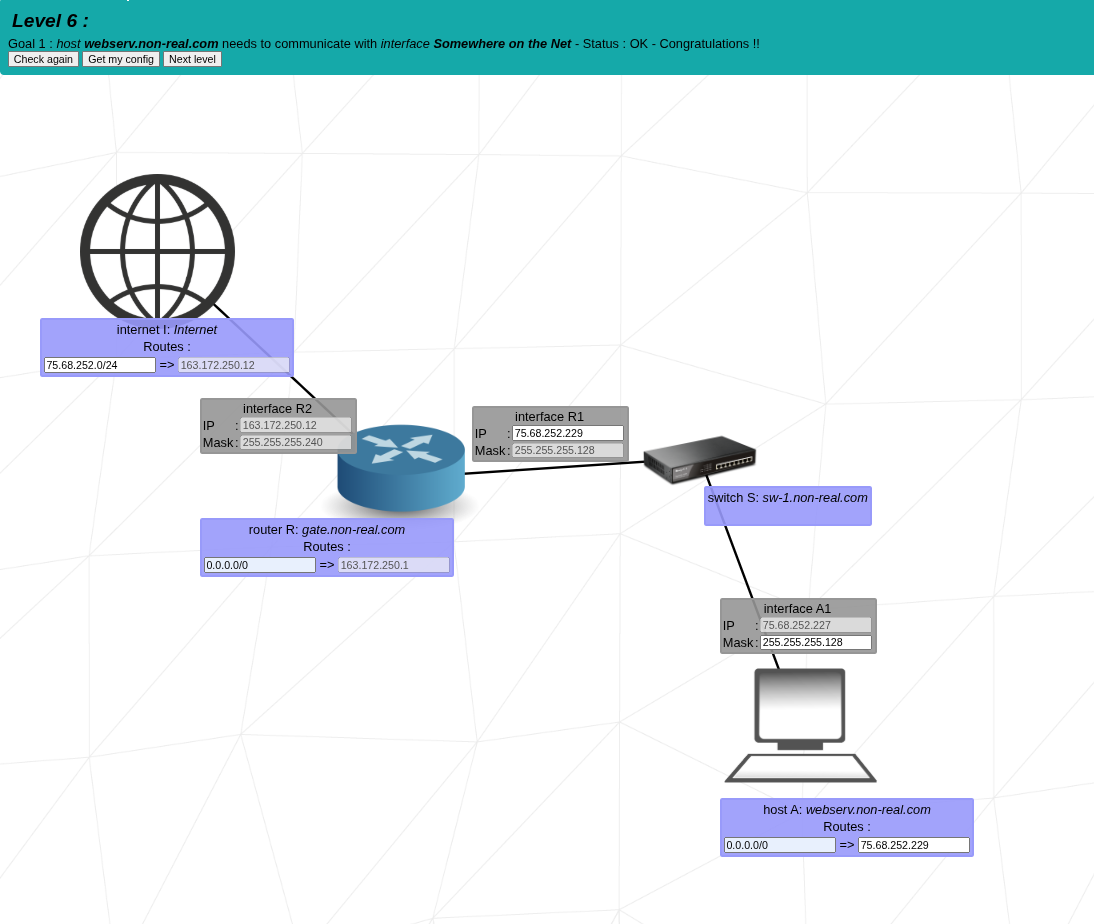 Level 6 :
Goal 1 : host webserv.non-real.com needs to communicate with interface Somewhere on the Net - Status : OK - Congratulations !!
Check again Get my config Next level
internet I: Internet
Routes :
75.68.252.0/24 => 163.172.250.12
interface R2
IP : 163.172.250.12
Mask : 255.255.255.240
interface R1
IP : 75.68.252.229
Mask : 255.255.255.128
switch S: sw-1.non-real.com
router R: gate.non-real.com
Routes :
0.0.0.0/0 => 163.172.250.1
interface A1
IP : 75.68.252.227
Mask : 255.255.255.128
host A: webserv.non-real.com
Routes :
0.0.0.0/0 => 75.68.252.229